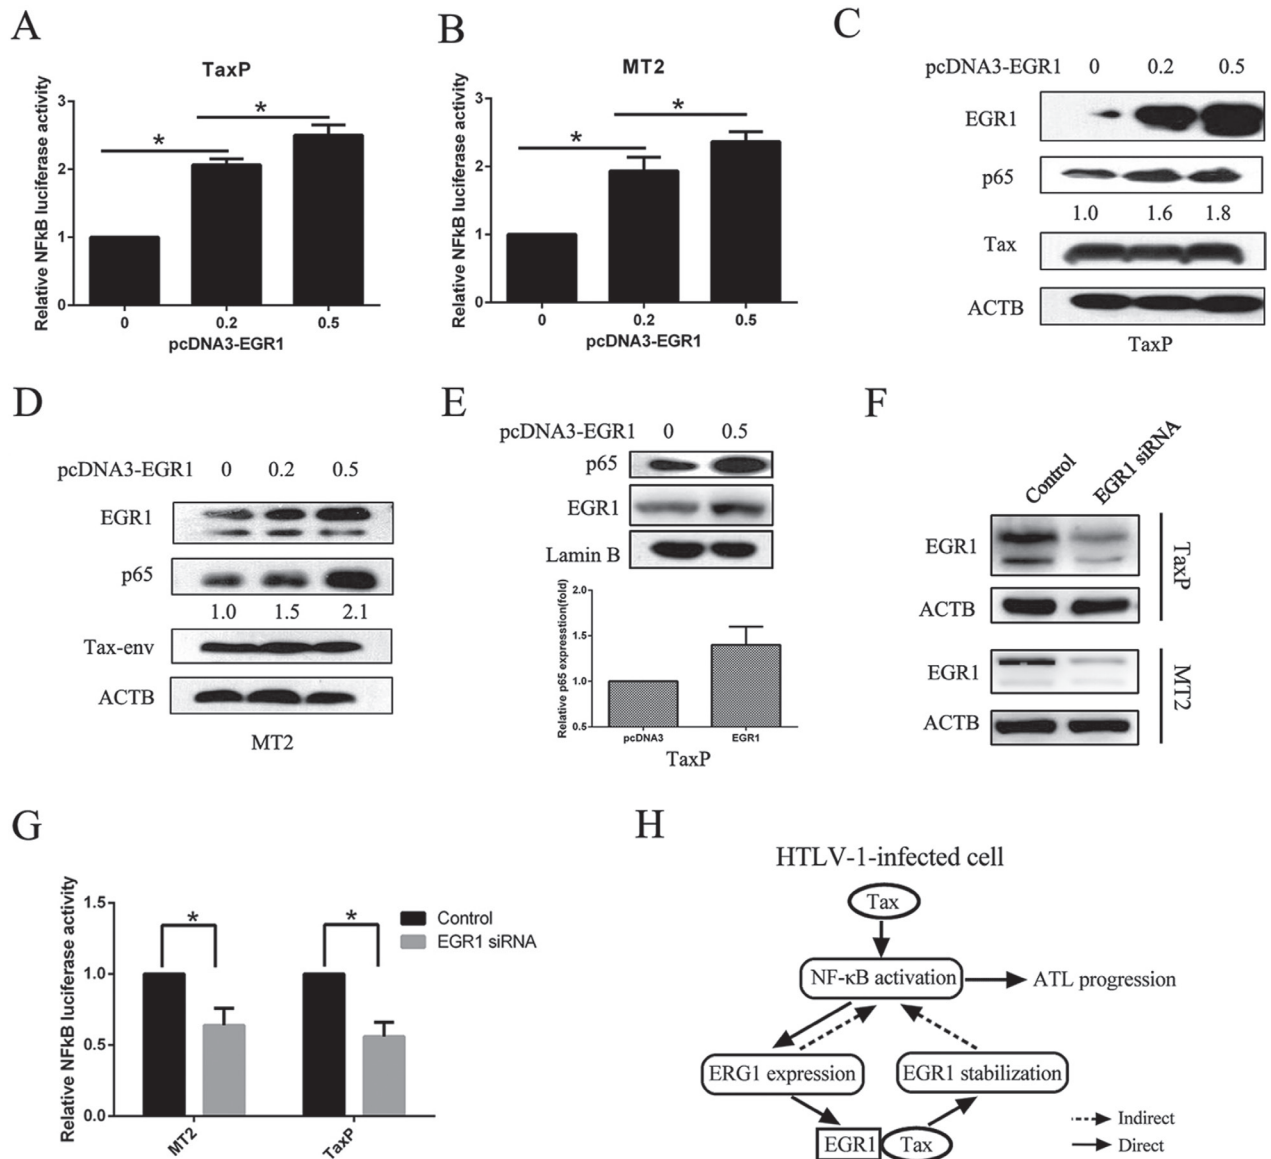 A
TaxP
Relative NFkB luciferase activity
3
2
1
0
*
*
0 0.2 0.5
pcDNA3-EGR1
B
MT2
Relative NFkB luciferase activity
3
2
1
0
*
*
0 0.2 0.5
pcDNA3-EGR1
C
pcDNA3-EGR1 0 0.2 0.5
EGR1
p65
1.0 1.6 1.8
Tax
ACTB
TaxP
D
pcDNA3-EGR1 0 0.2 0.5
EGR1
p65
1.0 1.5 2.1
Tax-env
ACTB
MT2
E
pcDNA3-EGR1 0 0.5
p65
EGR1
Lamin B
Relative p65 expresstion(fold)
2.0
1.5
1.0
0.5
pcDNA3 EGR1
TaxP
F
Control EGR1 siRNA
EGR1
ACTB
TaxP
EGR1
ACTB
MT2
G
Relative NFkB luciferase activity
1.5
1.0
0.5
0.0
*
*
Control
EGR1 siRNA
MT2 TaxP
H
HTLV-1-infected cell
Tax
NF-κB activation ATL progression
ERG1 expression EGR1 stabilization
EGR1 Tax
Indirect
Direct